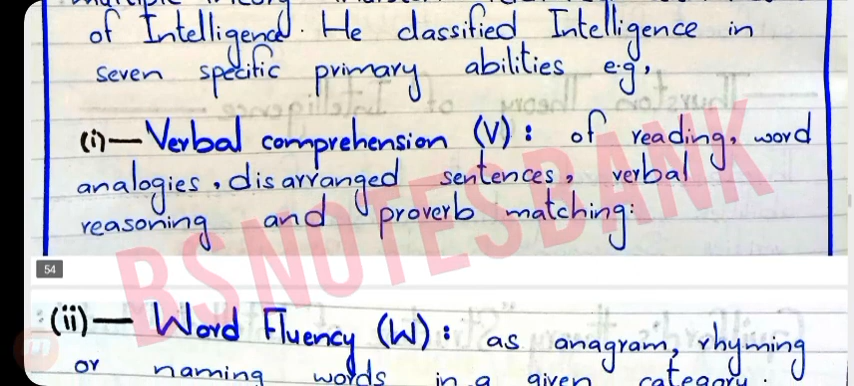 of Intelligence. He classified Intelligence in
seven specific primary abilities e.g,
(i)— Verbal comprehension (V): of reading, word
analogies, disarranged sentences, verbal
reasoning and proverb matching:
BSNOTESBANK
54
(ii)— Word Fluency (W): as anagram, rhyming
or naming words in a given category.